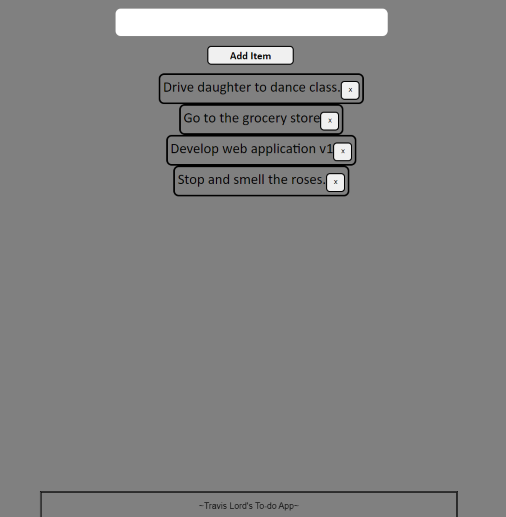 Add Item
Drive daughter to dance class. x
Go to the grocery store x
Develop web application v1 x
Stop and smell the roses. x
~Travis Lord's To-do App~